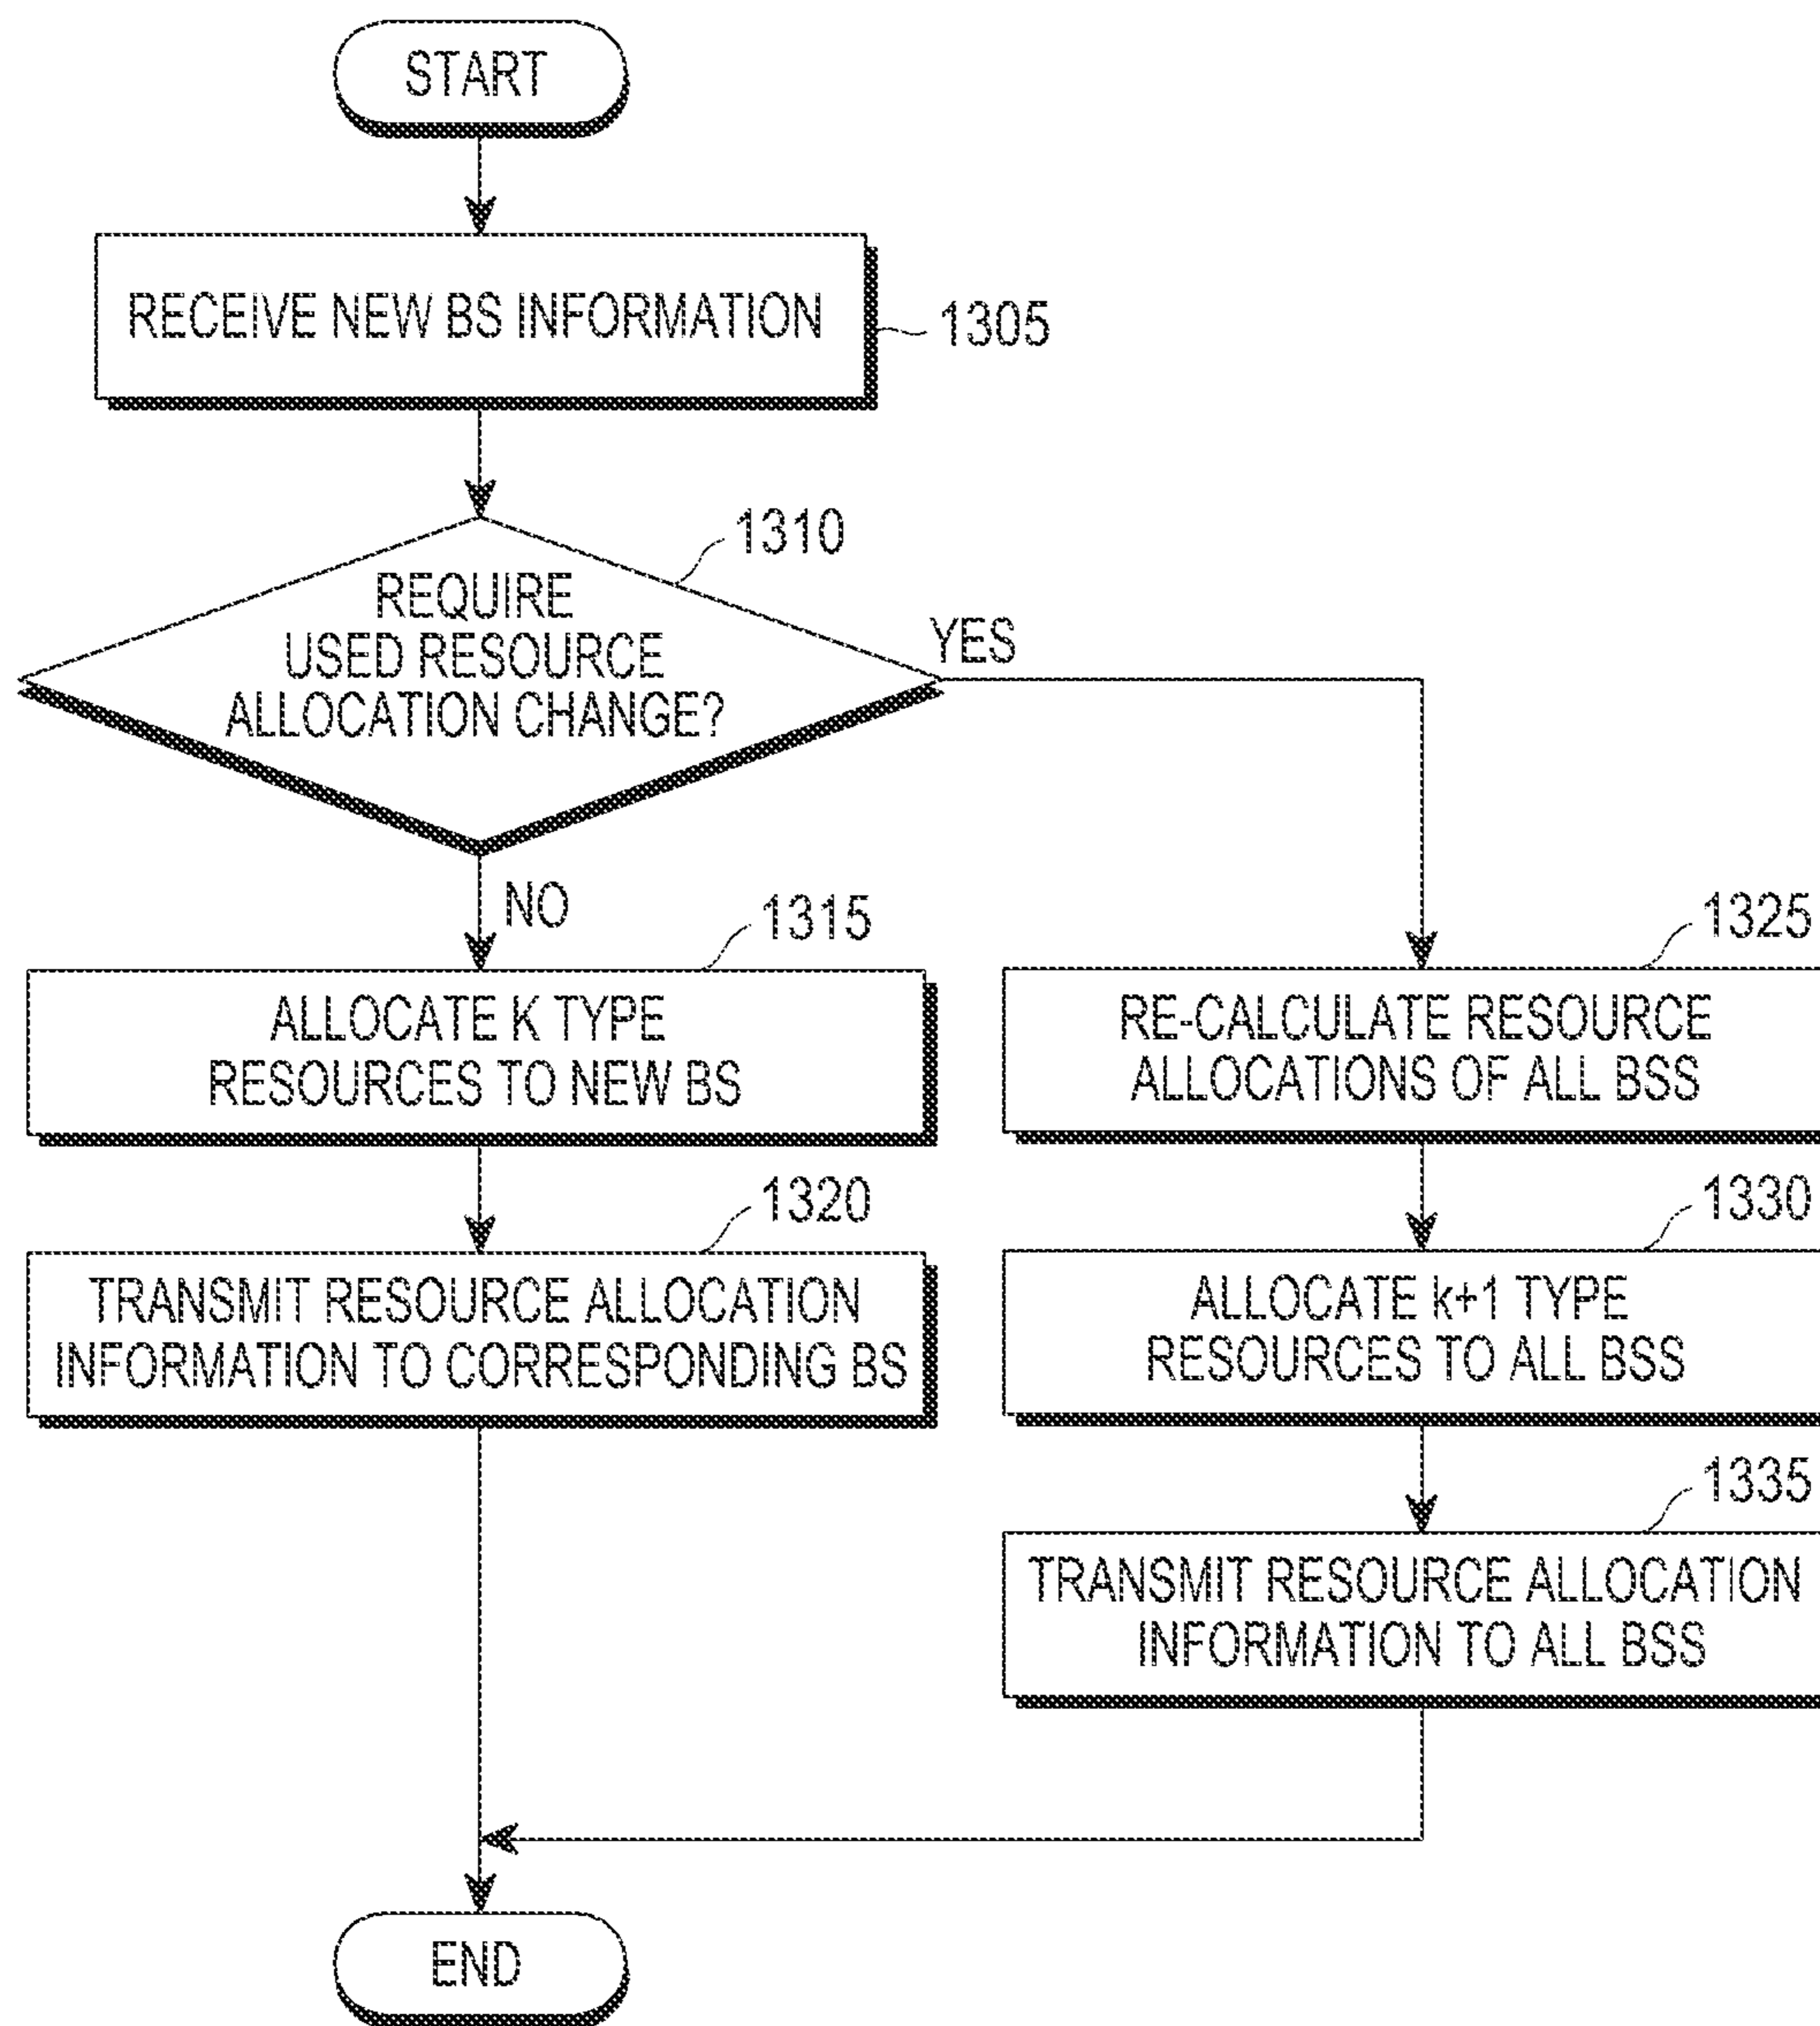 START
RECEIVE NEW BS INFORMATION
1305
1310
REQUIRE
USED RESOURCE
ALLOCATION CHANGE?
YES
NO
1315
ALLOCATE K TYPE
RESOURCES TO NEW BS
1320
TRANSMIT RESOURCE ALLOCATION
INFORMATION TO CORRESPONDING BS
1325
RE-CALCULATE RESOURCE
ALLOCATIONS OF ALL BSS
1330
ALLOCATE k+1 TYPE
RESOURCES TO ALL BSS
1335
TRANSMIT RESOURCE ALLOCATION
INFORMATION TO ALL BSS
END